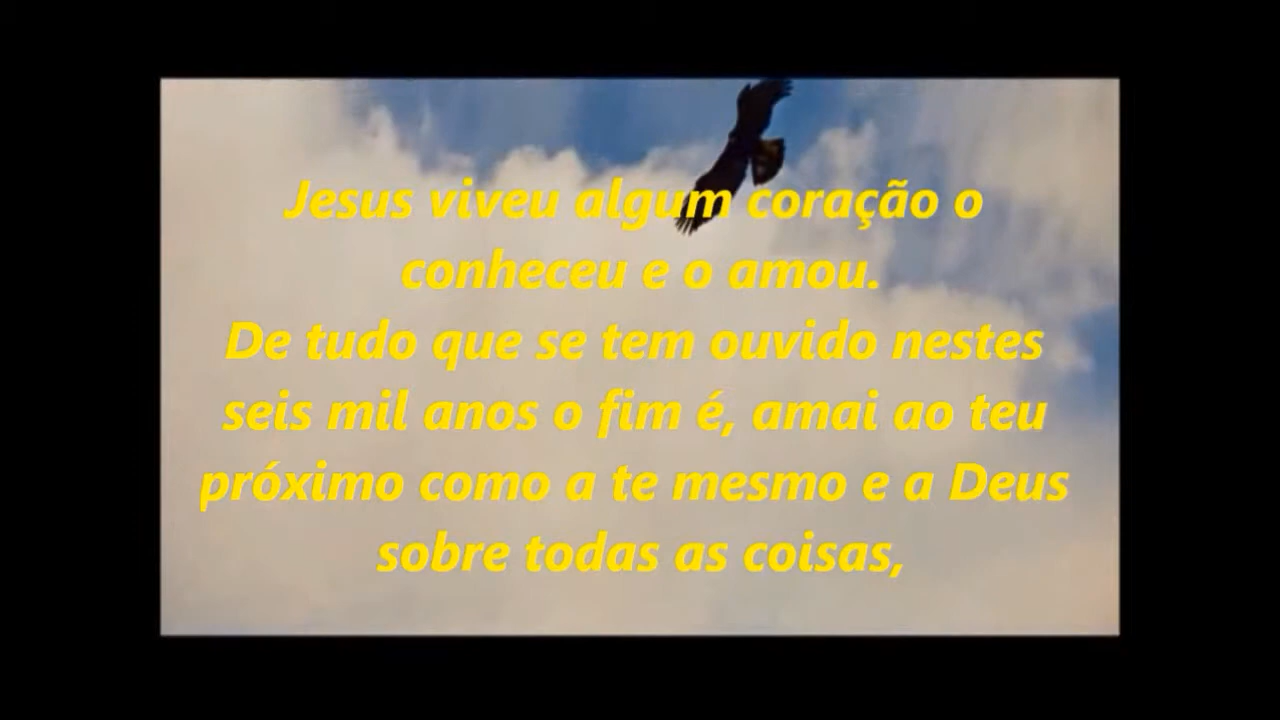 Jesus viveu algum coração o
conheceu e o amou.
De tudo que se tem ouvido nestes
seis mil anos o fim é, amai ao teu
próximo como a te mesmo e a Deus
sobre todas as coisas,